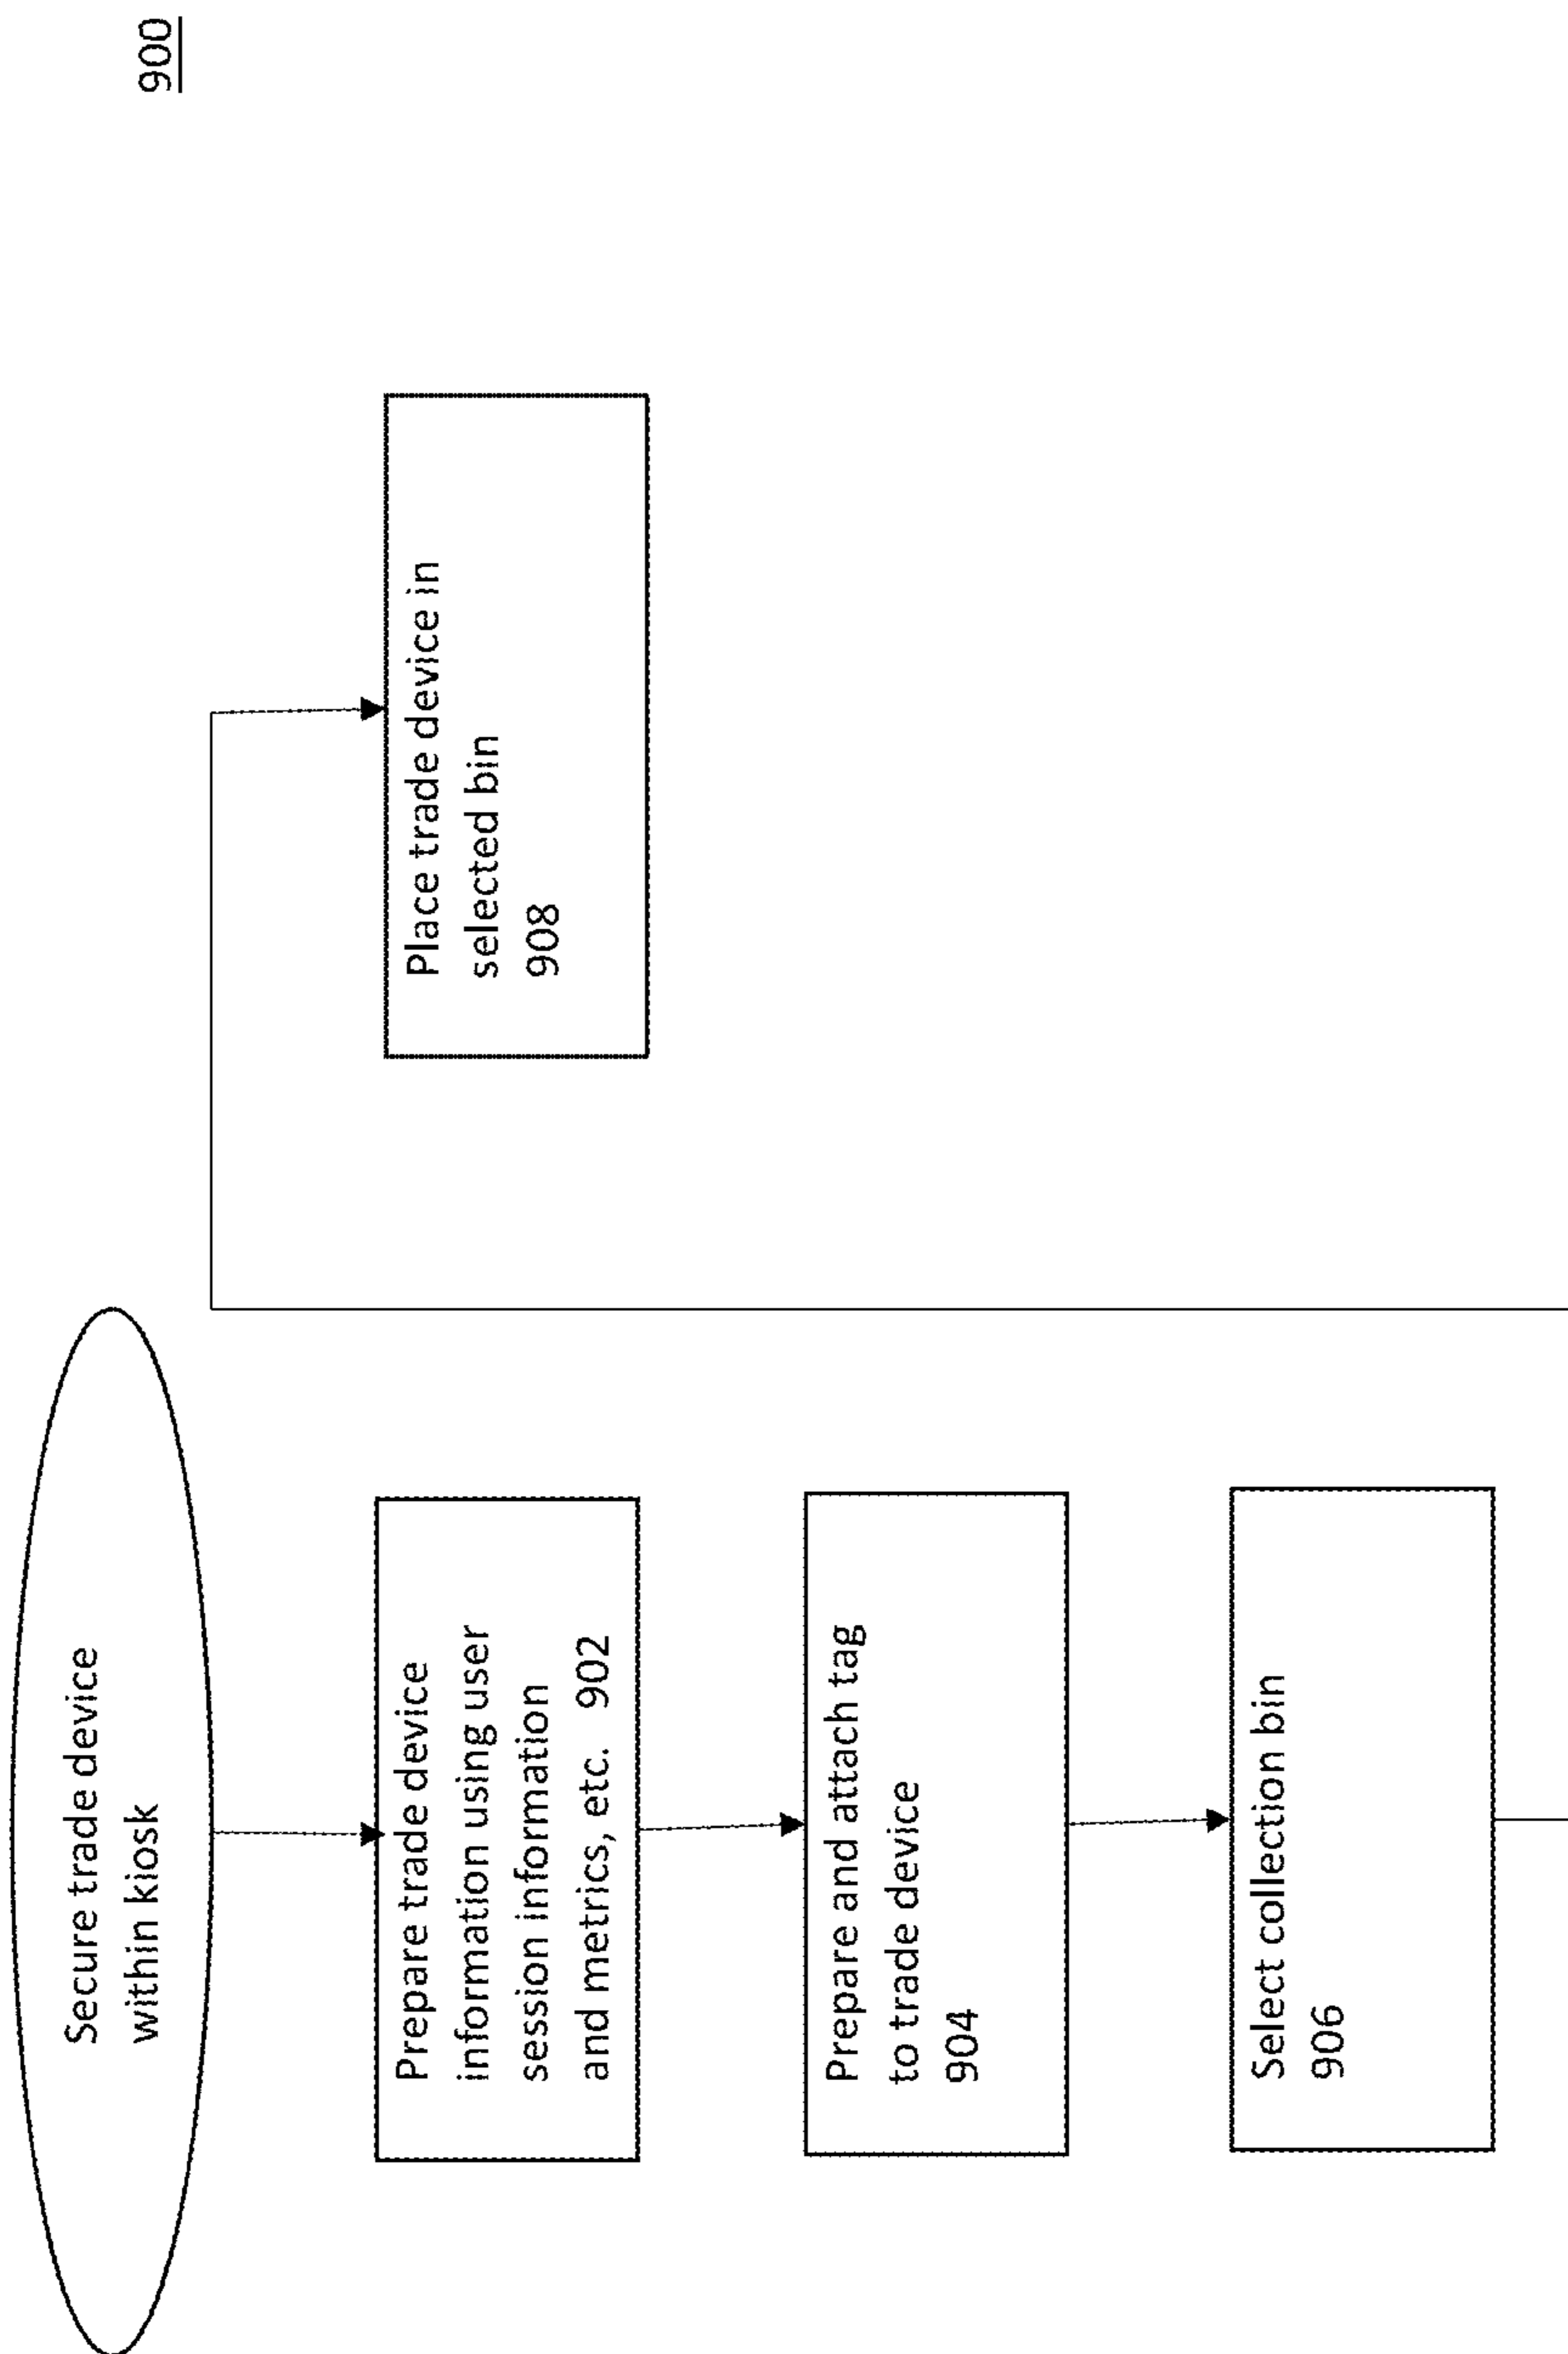 900
Secure trade device
within kiosk
Prepare trade device
information using user
session information
and metrics, etc. 902
Prepare and attach tag
to trade device
904
Select collection bin
906
Place trade device in
selected bin
908